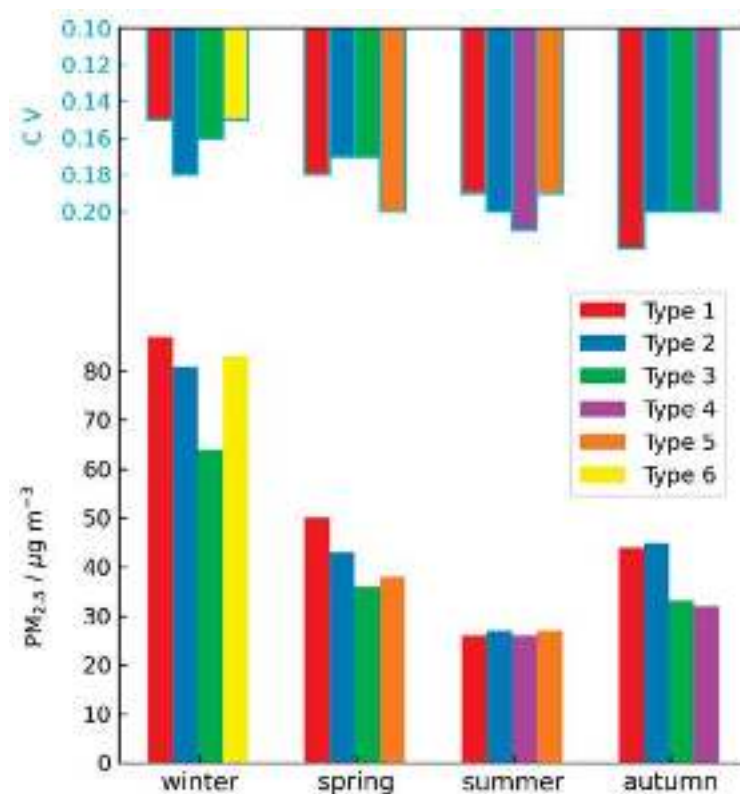 0.10
0.12
0.14
0.16
0.18
0.20
C V
Type 1
Type 2
Type 3
Type 4
Type 5
Type 6
80
70
60
50
40
30
20
10
0
PM₂.₅ / μg m⁻³
winter spring summer autumn